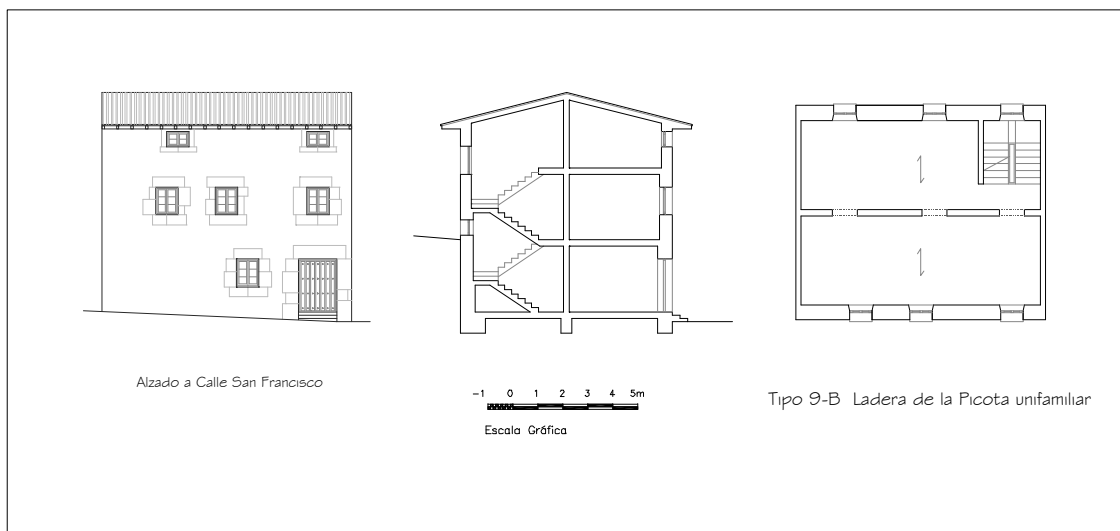 Alzado a Calle San Francisco
-1 0 1 2 3 4 5m
Escala Gráfica
Tipo 9-B Ladera de la Picota unifamiliar